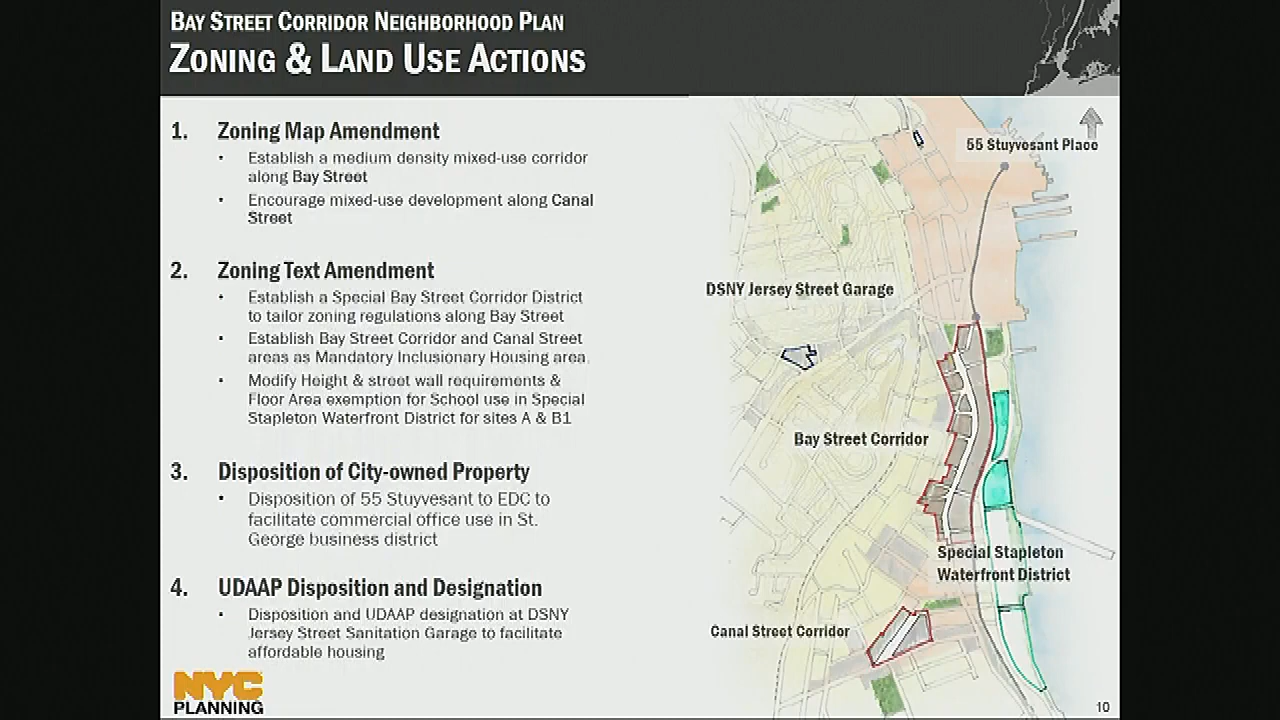 BAY STREET CORRIDOR NEIGHBORHOOD PLAN
ZONING & LAND USE ACTIONS
1. Zoning Map Amendment
• Establish a medium density mixed-use corridor
along Bay Street
• Encourage mixed-use development along Canal
Street
2. Zoning Text Amendment
• Establish a Special Bay Street Corridor District
to tailor zoning regulations along Bay Street
• Establish Bay Street Corridor and Canal Street
areas as Mandatory Inclusionary Housing area.
• Modify Height & street wall requirements &
Floor Area exemption for School use in Special
Stapleton Waterfront District for sites A & B1
3. Disposition of City-owned Property
• Disposition of 55 Stuyvesant to EDC to
facilitate commercial office use in St.
George business district
4. UDAAP Disposition and Designation
• Disposition and UDAAP designation at DSNY
Jersey Street Sanitation Garage to facilitate
affordable housing
NYC
PLANNING
55 Stuyvesant Place
DSNY Jersey Street Garage
Bay Street Corridor
Special Stapleton
Waterfront District
Canal Street Corridor
10